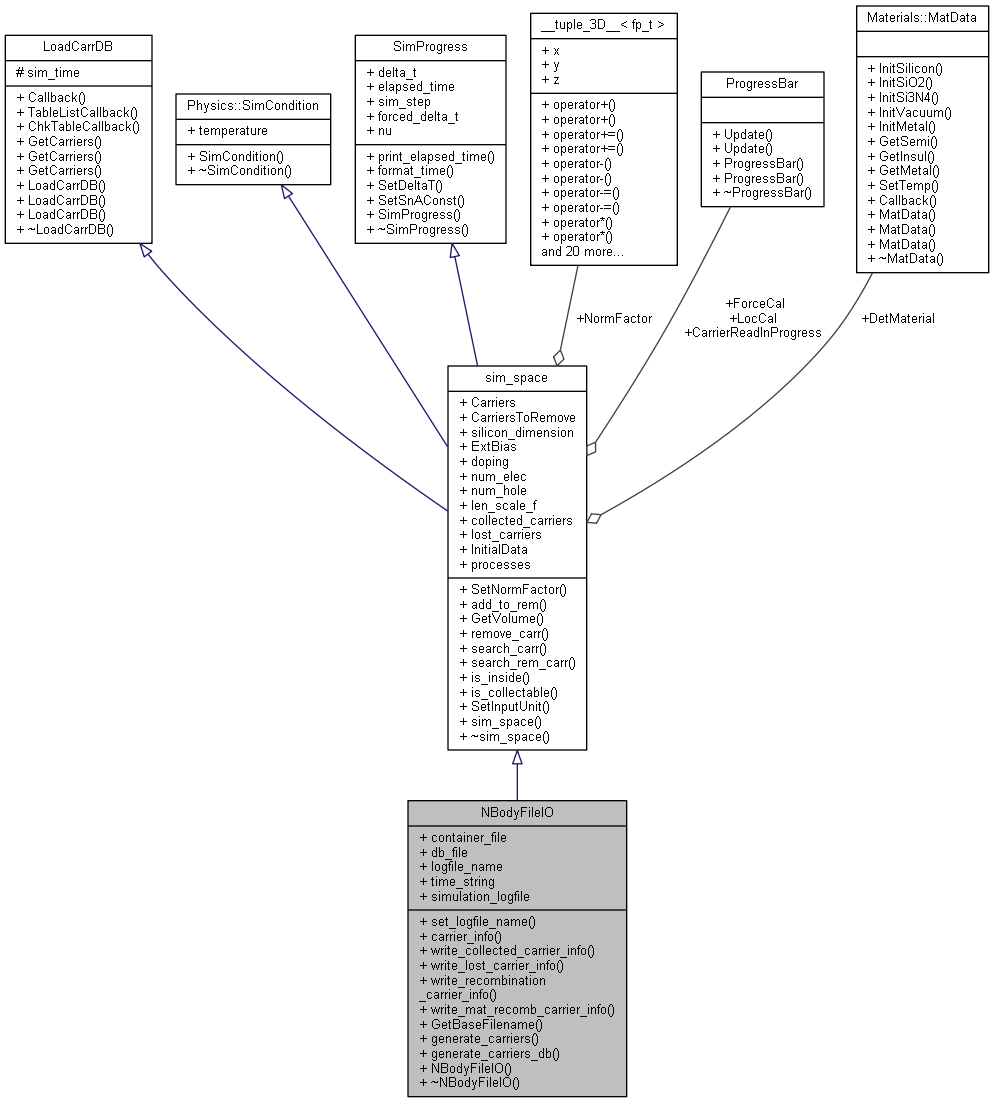 LoadCarrDB
# sim_time
+ Callback()
+ TableListCallback()
+ ChkTableCallback()
+ GetCarriers()
+ GetCarriers()
+ GetCarriers()
+ LoadCarrDB()
+ LoadCarrDB()
+ LoadCarrDB()
+ ~LoadCarrDB()
Physics::SimCondition
+ temperature
+ SimCondition()
+ ~SimCondition()
SimProgress
+ delta_t
+ elapsed_time
+ sim_step
+ forced_delta_t
+ nu
+ print_elapsed_time()
+ format_time()
+ SetDeltaT()
+ SetSnAConst()
+ SimProgress()
+ ~SimProgress()
__tuple_3D__< fp_t >
+ x
+ y
+ z
+ operator+()
+ operator+()
+ operator+=()
+ operator+=()
+ operator-()
+ operator-()
+ operator-=()
+ operator-=()
+ operator*()
+ operator*()
and 20 more...
ProgressBar
+ Update()
+ Update()
+ ProgressBar()
+ ProgressBar()
+ ~ProgressBar()
Materials::MatData
+ InitSilicon()
+ InitSiO2()
+ InitSi3N4()
+ InitVacuum()
+ InitMetal()
+ GetSemi()
+ GetInsul()
+ GetMetal()
+ SetTemp()
+ Callback()
+ MatData()
+ MatData()
+ MatData()
+ ~MatData()
+NormFactor
+ForceCal
+LocCal
+CarrierReadInProgress
+DetMaterial
sim_space
+ Carriers
+ CarriersToRemove
+ silicon_dimension
+ ExtBias
+ doping
+ num_elec
+ num_hole
+ len_scale_f
+ collected_carriers
+ lost_carriers
+ InitialData
+ processes
+ SetNormFactor()
+ add_to_rem()
+ GetVolume()
+ remove_carr()
+ search_carr()
+ search_rem_carr()
+ is_inside()
+ is_collectable()
+ SetInputUnit()
+ sim_space()
+ ~sim_space()
NBodyFileIO
+ container_file
+ db_file
+ logfile_name
+ time_string
+ simulation_logfile
+ set_logfile_name()
+ carrier_info()
+ write_collected_carrier_info()
+ write_lost_carrier_info()
+ write_recombination
_carrier_info()
+ write_mat_recomb_carrier_info()
+ GetBaseFilename()
+ generate_carriers()
+ generate_carriers_db()
+ NBodyFileIO()
+ ~NBodyFileIO()